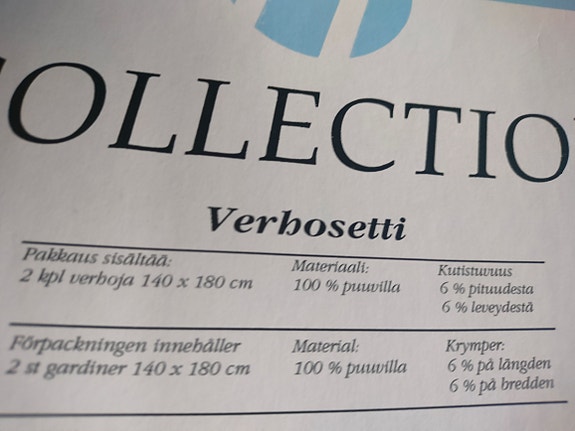 COLLECTIO
Verhosetti
Pakkaus sisältää:
2 kpl verhoja 140 x 180 cm
Materiaali:
100 % puuvilla
Kutistuvuus
6 % pituudesta
6 % leveydestä
Förpackningen innehåller
2 st gardiner 140 x 180 cm
Material:
100 % puuvilla
Krymper:
6 % på längden
6 % på bredden